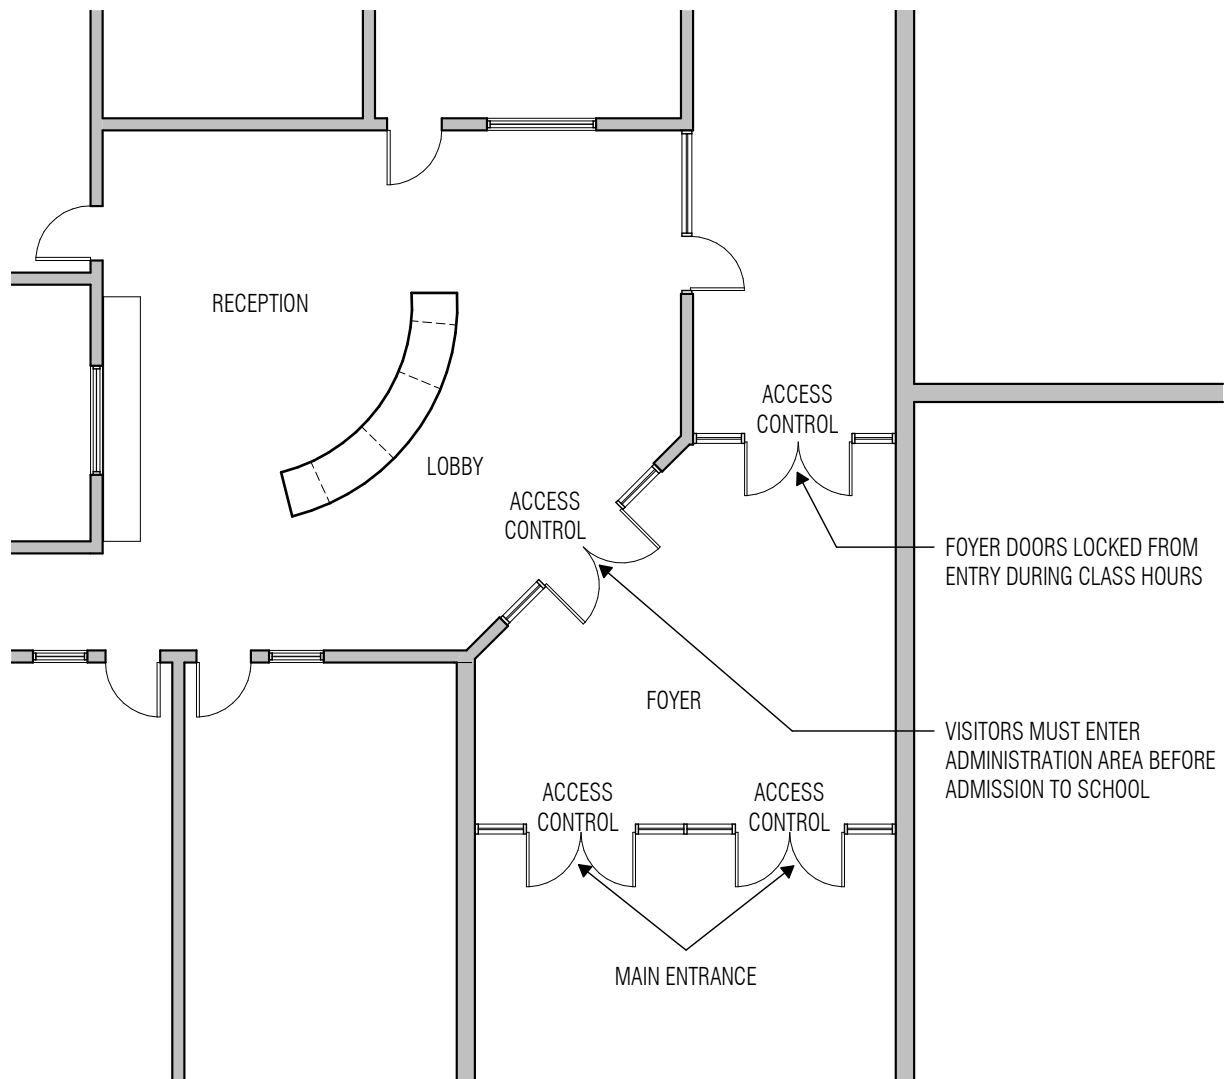 RECEPTION
ACCESS
CONTROL
LOBBY
ACCESS
CONTROL
FOYER DOORS LOCKED FROM
ENTRY DURING CLASS HOURS
FOYER
VISITORS MUST ENTER
ADMINISTRATION AREA BEFORE
ADMISSION TO SCHOOL
ACCESS
CONTROL
ACCESS
CONTROL
MAIN ENTRANCE